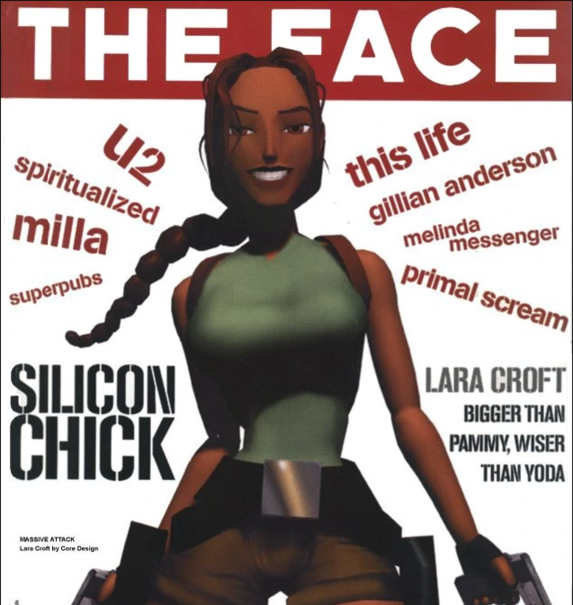 THE FACE
u2
spiritualized
milla
superpubs
this life
gillian anderson
melinda
messenger
primal scream
SILICON
CHICK
LARA CROFT
BIGGER THAN
PAMMY, WISER
THAN YODA
MASSIVE ATTACK
Lara Croft by Core Design